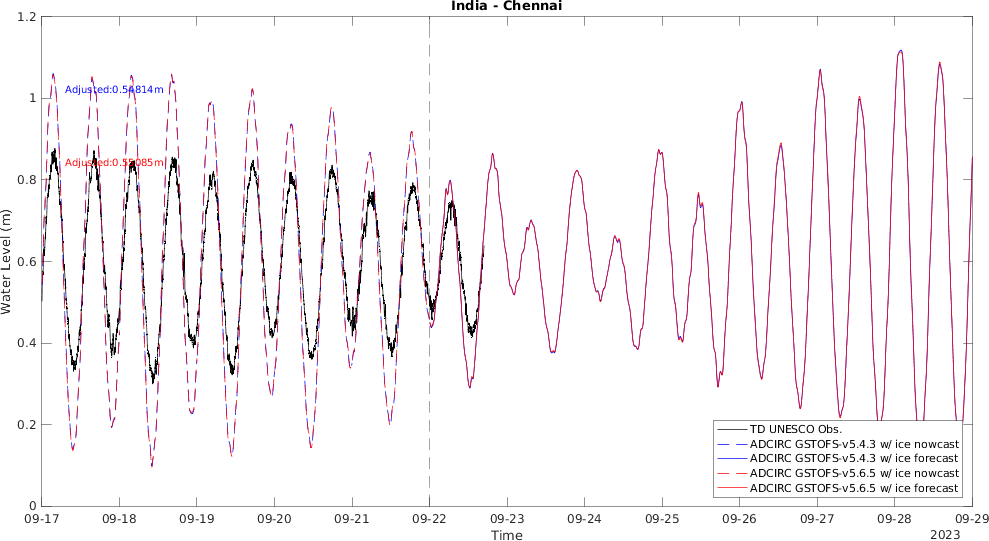 India - Chennai
1.2
1
0.8
0.6
0.4
0.2
0
Water Level (m)
Adjusted:0.54814m
Adjusted:0.55085m
TD UNESCO Obs.
ADCIRC GSTOFS-v5.4.3 w/ ice nowcast
ADCIRC GSTOFS-v5.4.3 w/ ice forecast
ADCIRC GSTOFS-v5.6.5 w/ ice nowcast
ADCIRC GSTOFS-v5.6.5 w/ ice forecast
09-17 09-18 09-19 09-20 09-21 09-22 09-23 09-24 09-25 09-26 09-27 09-28 09-29
Time
2023